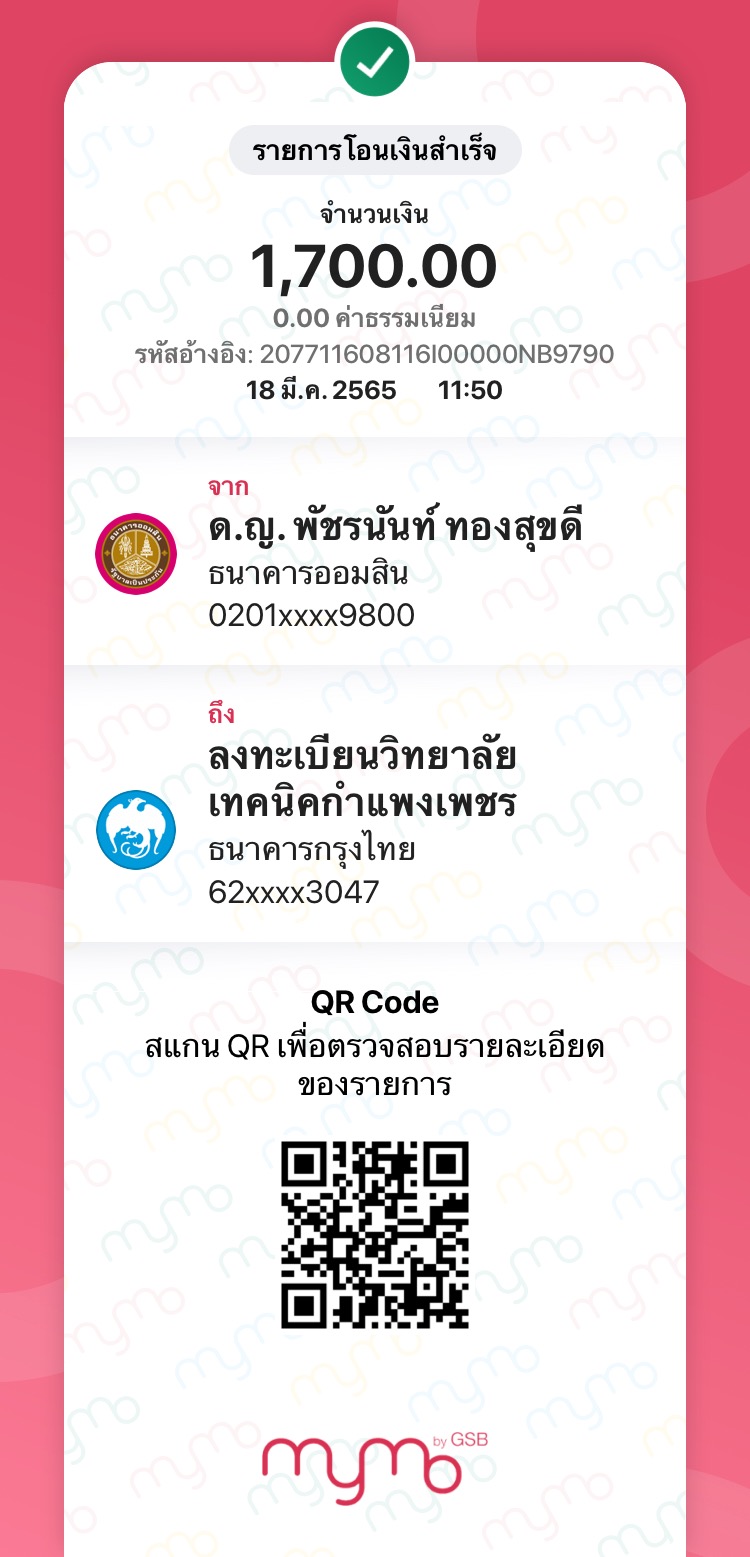 รายการโอนเงินสำเร็จ
จำนวนเงิน
1,700.00
0.00 ค่าธรรมเนียม
รหัสอ้างอิง: 207711608116I00000NB9790
18 มี.ค. 2565 11:50
จาก
ด.ญ. พัชรนันท์ ทองสุขดี
ธนาคารออมสิน
0201xxxx9800
ถึง
ลงทะเบียนวิทยาลัย
เทคนิคกำแพงเพชร
ธนาคารกรุงไทย
62xxxx3047
QR Code
สแกน QR เพื่อตรวจสอบรายละเอียด
ของรายการ
mymo by GSB